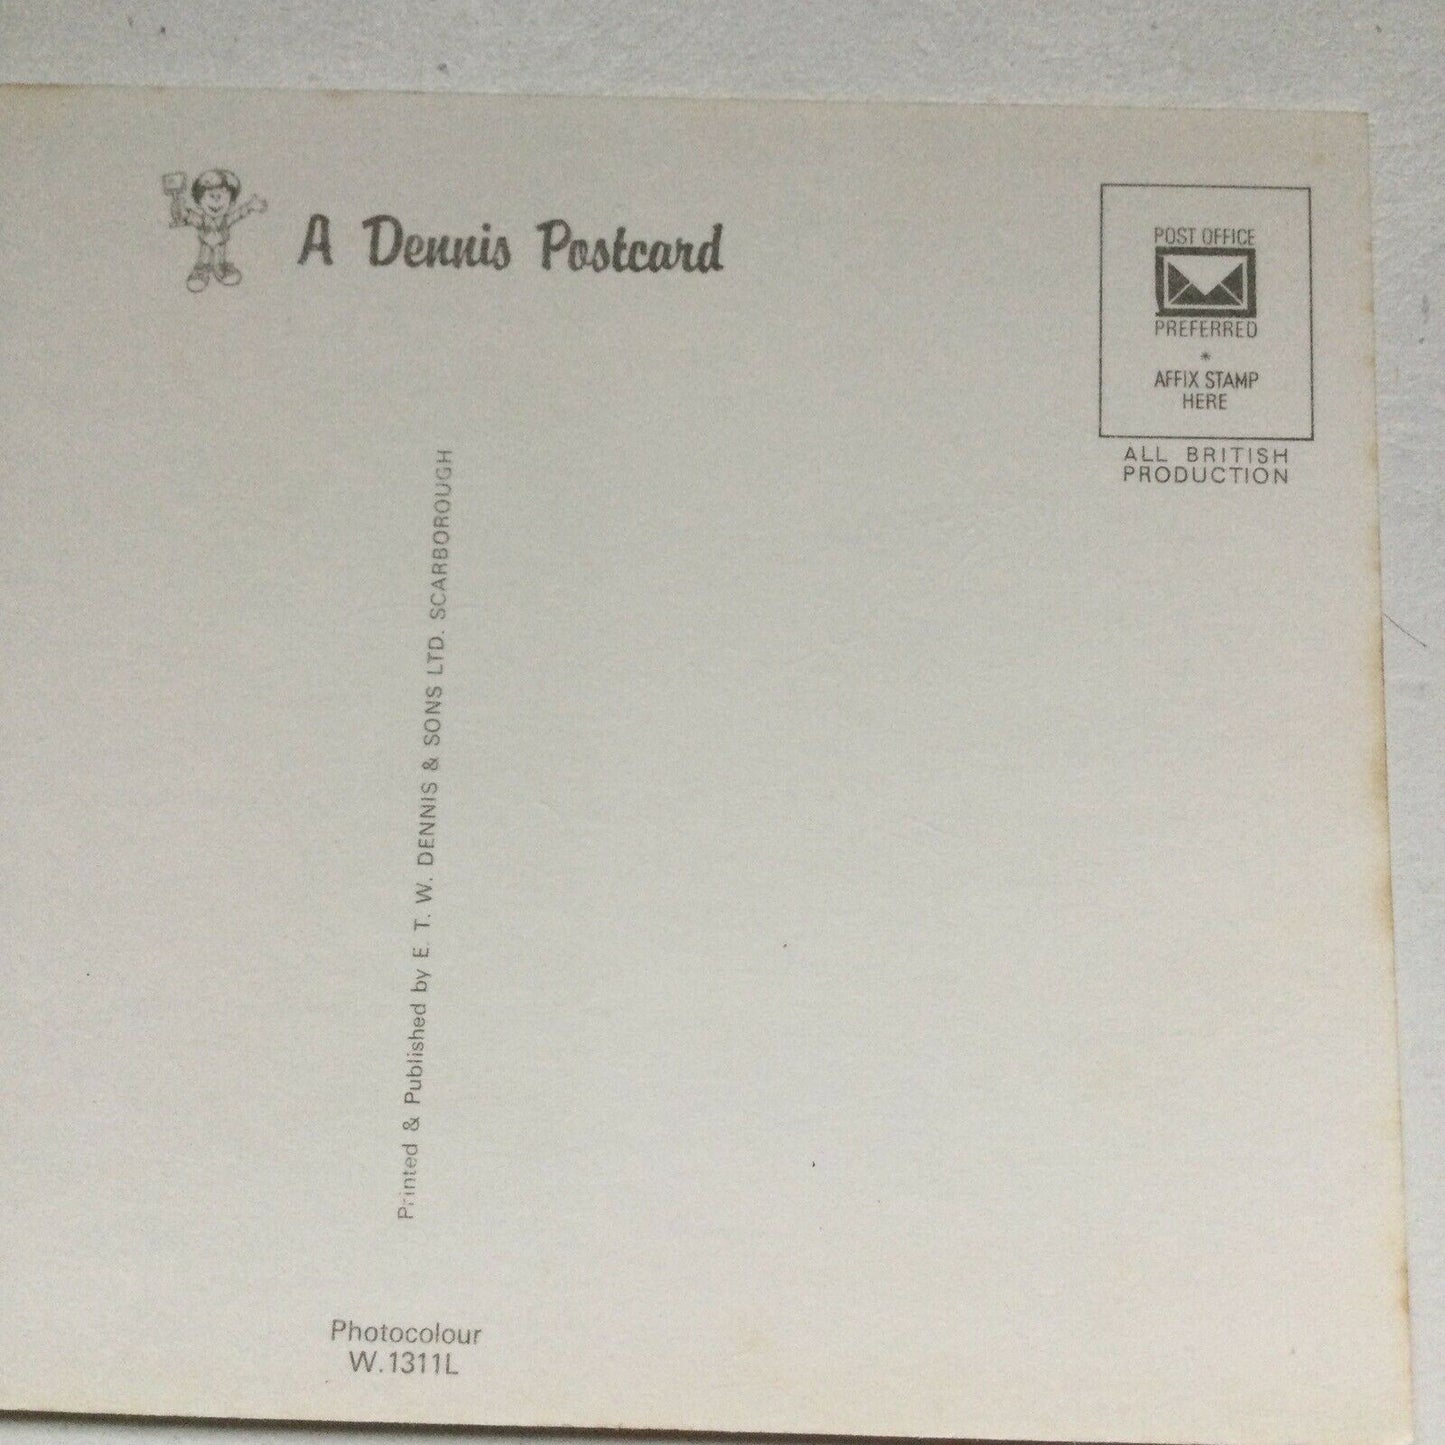 A Dennis Postcard
POST OFFICE
PREFERRED
*
AFFIX STAMP
HERE
ALL BRITISH
PRODUCTION
Printed & Published by E. T. W. DENNIS & SONS LTD. SCARBOROUGH
Photocolour
W.1311L